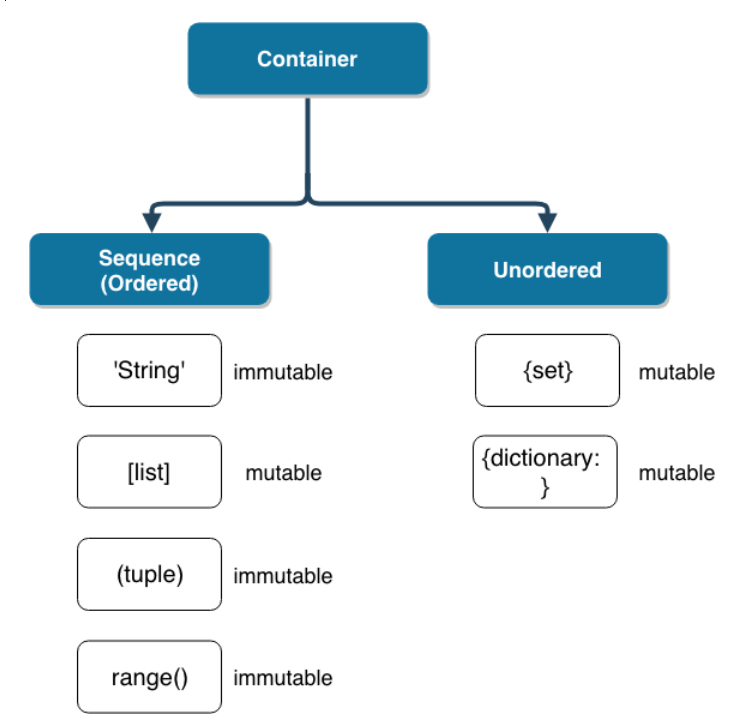 Container
Sequence
(Ordered)
Unordered
'String'
immutable
{set}
mutable
[list]
mutable
{dictionary:
}
mutable
(tuple)
immutable
range()
immutable